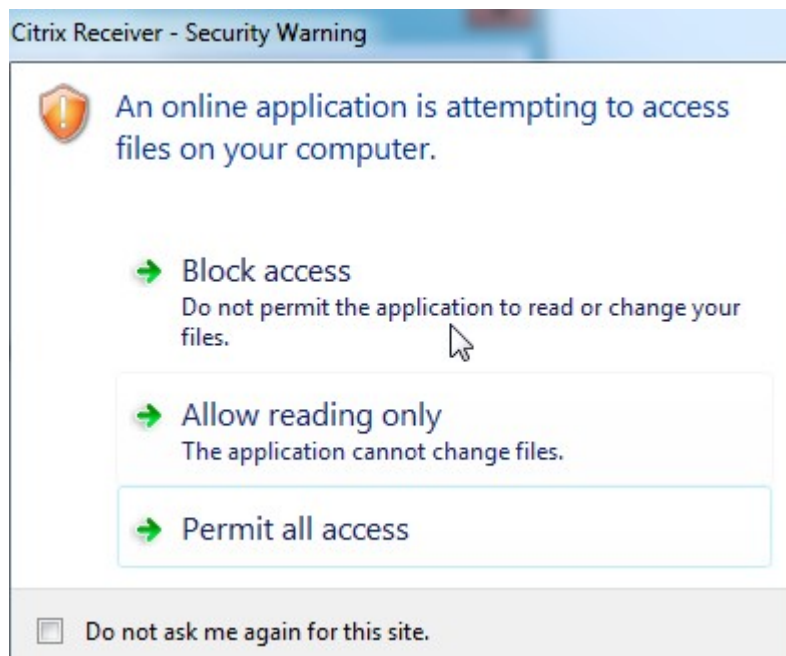 Citrix Receiver - Security Warning
An online application is attempting to access
files on your computer.
Block access
Do not permit the application to read or change your
files.
Allow reading only
The application cannot change files.
Permit all access
Do not ask me again for this site.